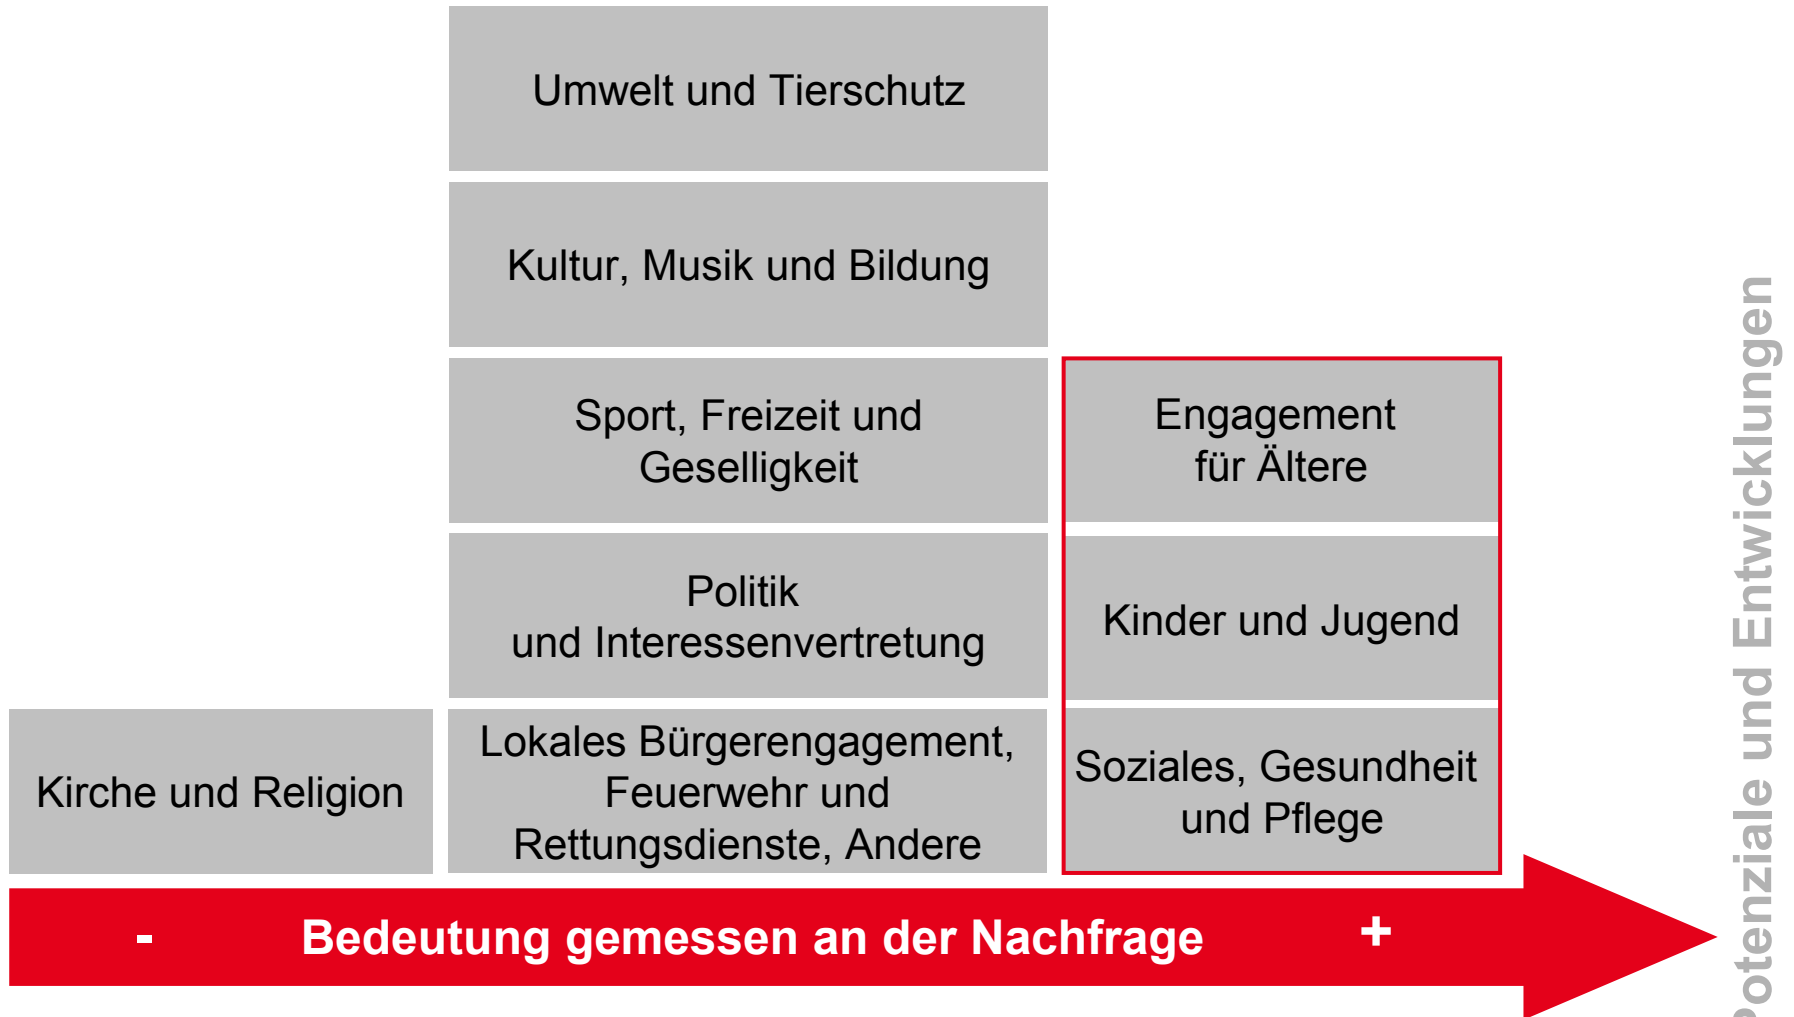 Umwelt und Tierschutz
Kultur, Musik und Bildung
Sport, Freizeit und
Geselligkeit
Politik
und Interessenvertretung
Lokales Bürgerengagement,
Feuerwehr und
Rettungsdienste, Andere
Kirche und Religion
Engagement
für Ältere
Kinder und Jugend
Soziales, Gesundheit
und Pflege
- Bedeutung gemessen an der Nachfrage +
Potenziale und Entwicklungen